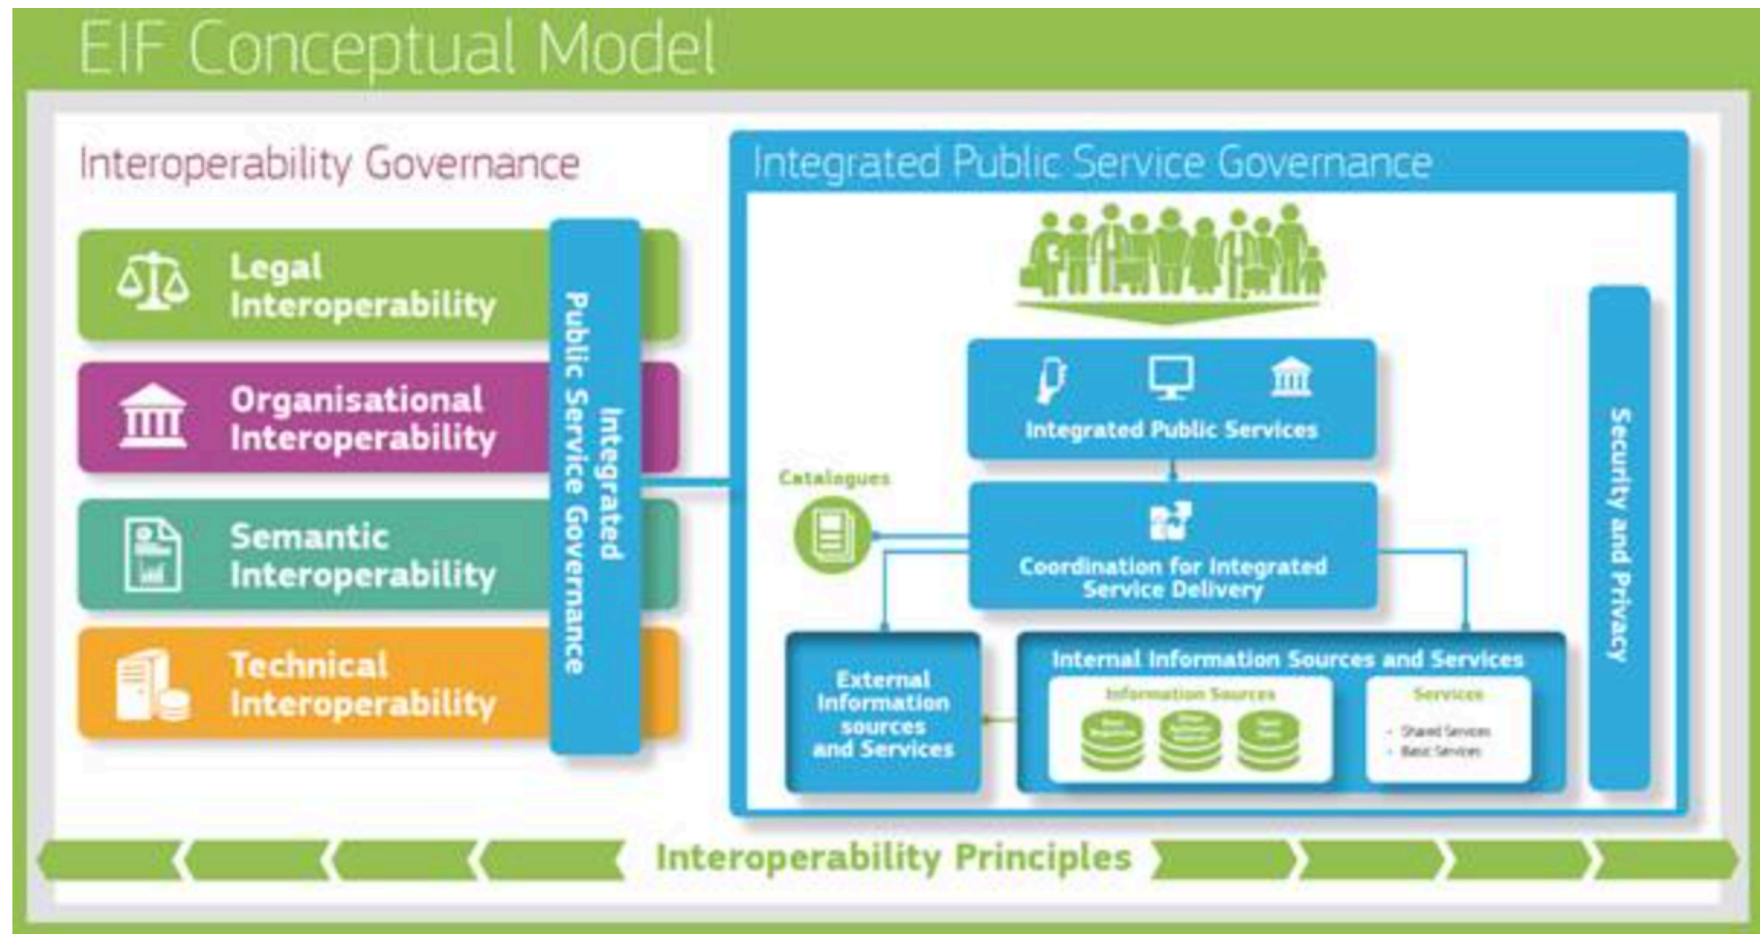 EIF Conceptual Model
Interoperability Governance
Legal
Interoperability
Organisational
Interoperability
Semantic
Interoperability
Technical
Interoperability
Integrated
Public Service Governance
Integrated Public Service Governance
Integrated Public Services
Catalogues
Coordination for Integrated
Service Delivery
External
Information
sources
and Services
Internal Information Sources and Services
Information Sources
Services
- Shared Services
- Basic Services
Security and Privacy
Interoperability Principles